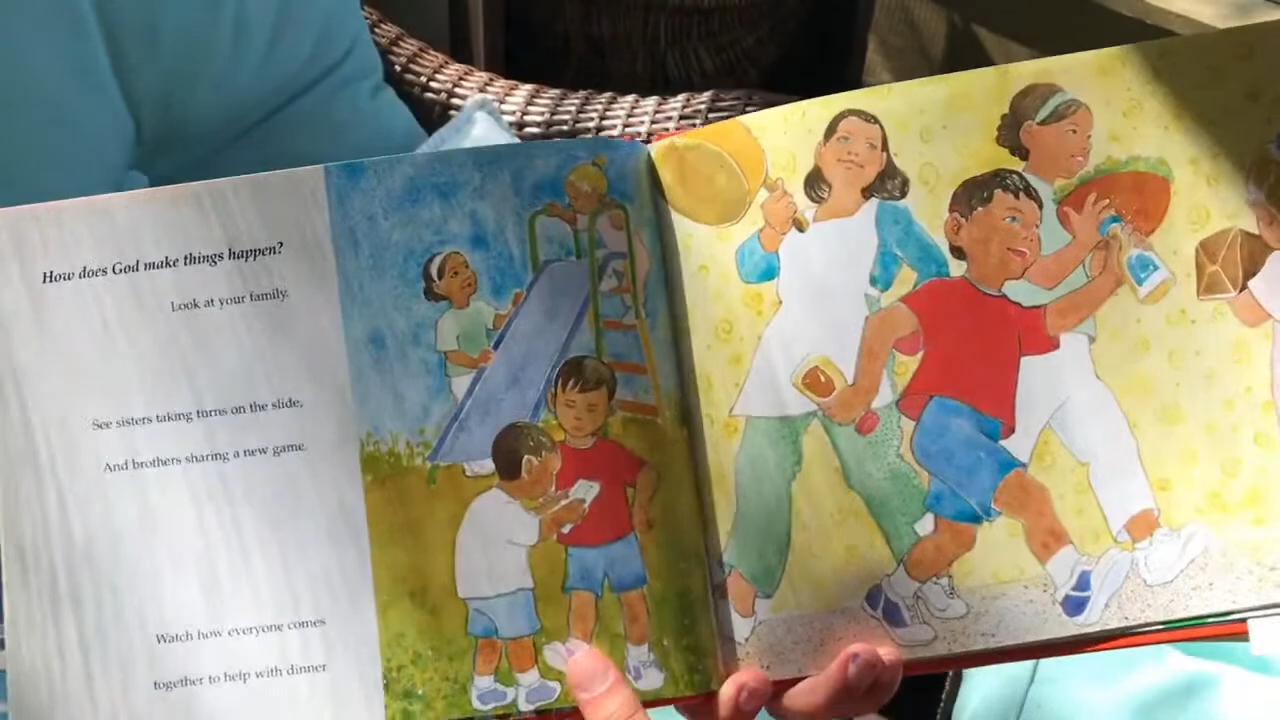 How does God make things happen?
Look at your family.
See sisters taking turns on the slide,
And brothers sharing a new game.
Watch how everyone comes
together to help with dinner